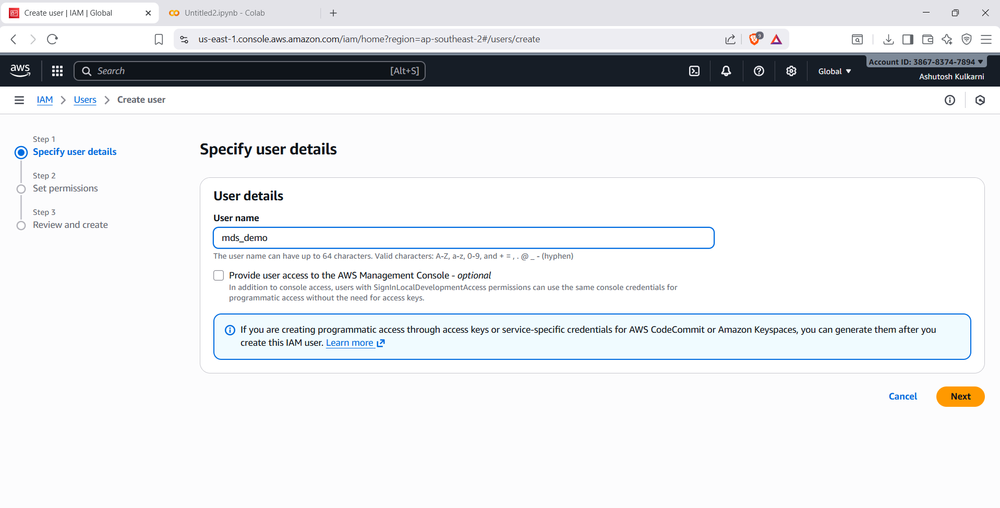 Create user | IAM | Global
Untitled2.ipynb - Colab
us-east-1.console.aws.amazon.com/iam/home?region=ap-southeast-2#/users/create
9
aws
Search
[Alt+S]
Global
Account ID: 3867-8374-7894
Ashutosh Kulkarni
IAM
Users
Create user
Step 1
Specify user details
Step 2
Set permissions
Step 3
Review and create
Specify user details
User details
User name
mds_demo
The user name can have up to 64 characters. Valid characters: A-Z, a-z, 0-9, and + = , . @ _ - (hyphen)
Provide user access to the AWS Management Console - optional
In addition to console access, users with SignInLocalDevelopmentAccess permissions can use the same console credentials for
programmatic access without the need for access keys.
If you are creating programmatic access through access keys or service-specific credentials for AWS CodeCommit or Amazon Keyspaces, you can generate them after you
create this IAM user. Learn more
Cancel
Next